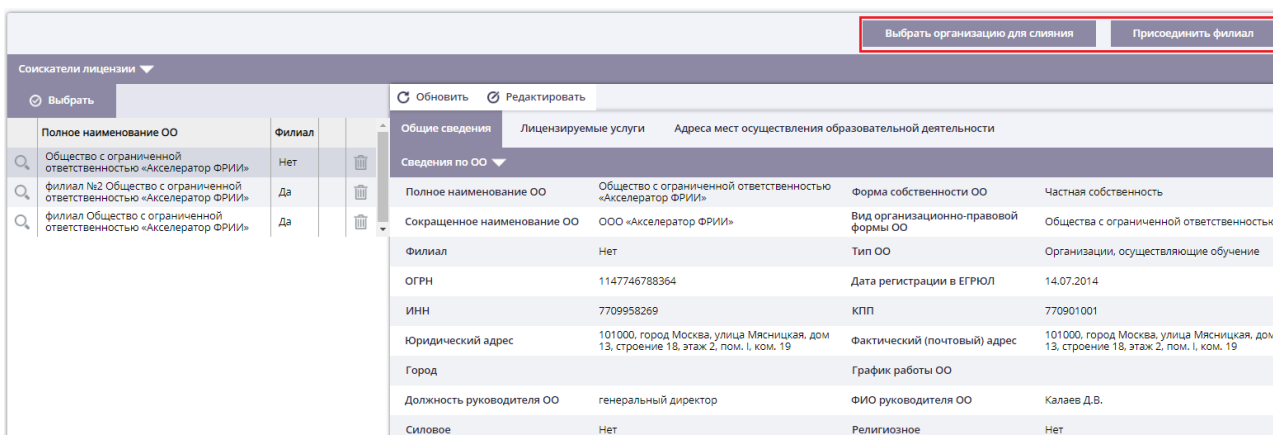 Выбрать организацию для слияния Присоединить филиал
Соискатели лицензии
Выбрать
Обновить Редактировать
Полное наименование ОО Филиал
Общество с ограниченной
ответственностью «Акселератор ФРИИ»
Нет
филиал №2 Общество с ограниченной
ответственностью «Акселератор ФРИИ»
Да
филиал Общество с ограниченной
ответственностью «Акселератор ФРИИ»
Да
Общие сведения Лицензируемые услуги Адреса мест осуществления образовательной деятельности
Сведения по ОО
Полное наименование ОО
Общество с ограниченной ответственностью
«Акселератор ФРИИ»
Форма собственности ОО
Частная собственность
Сокращенное наименование ОО
ООО «Акселератор ФРИИ»
Вид организационно-правовой
формы ОО
Общества с ограниченной ответственностью
Филиал Нет Тип ОО Организации, осуществляющие обучение
ОГРН 1147746788364 Дата регистрации в ЕГРЮЛ 14.07.2014
ИНН 7709958269 КПП 770901001
Юридический адрес
101000, город Москва, улица Мясницкая, дом
13, строение 18, этаж 2, пом. I, ком. 19
Фактический (почтовый) адрес
101000, город Москва, улица Мясницкая, дом
13, строение 18, этаж 2, пом. I, ком. 19
Город График работы ОО
Должность руководителя ОО генеральный директор ФИО руководителя ОО Калаев Д.В.
Силовое Нет Религиозное Нет